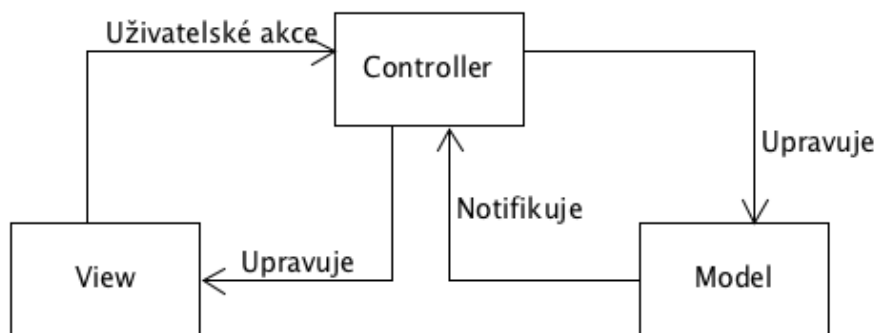 Uživatelské akce
Controller
Upravuje
Notifikuje
Upravuje
View
Model